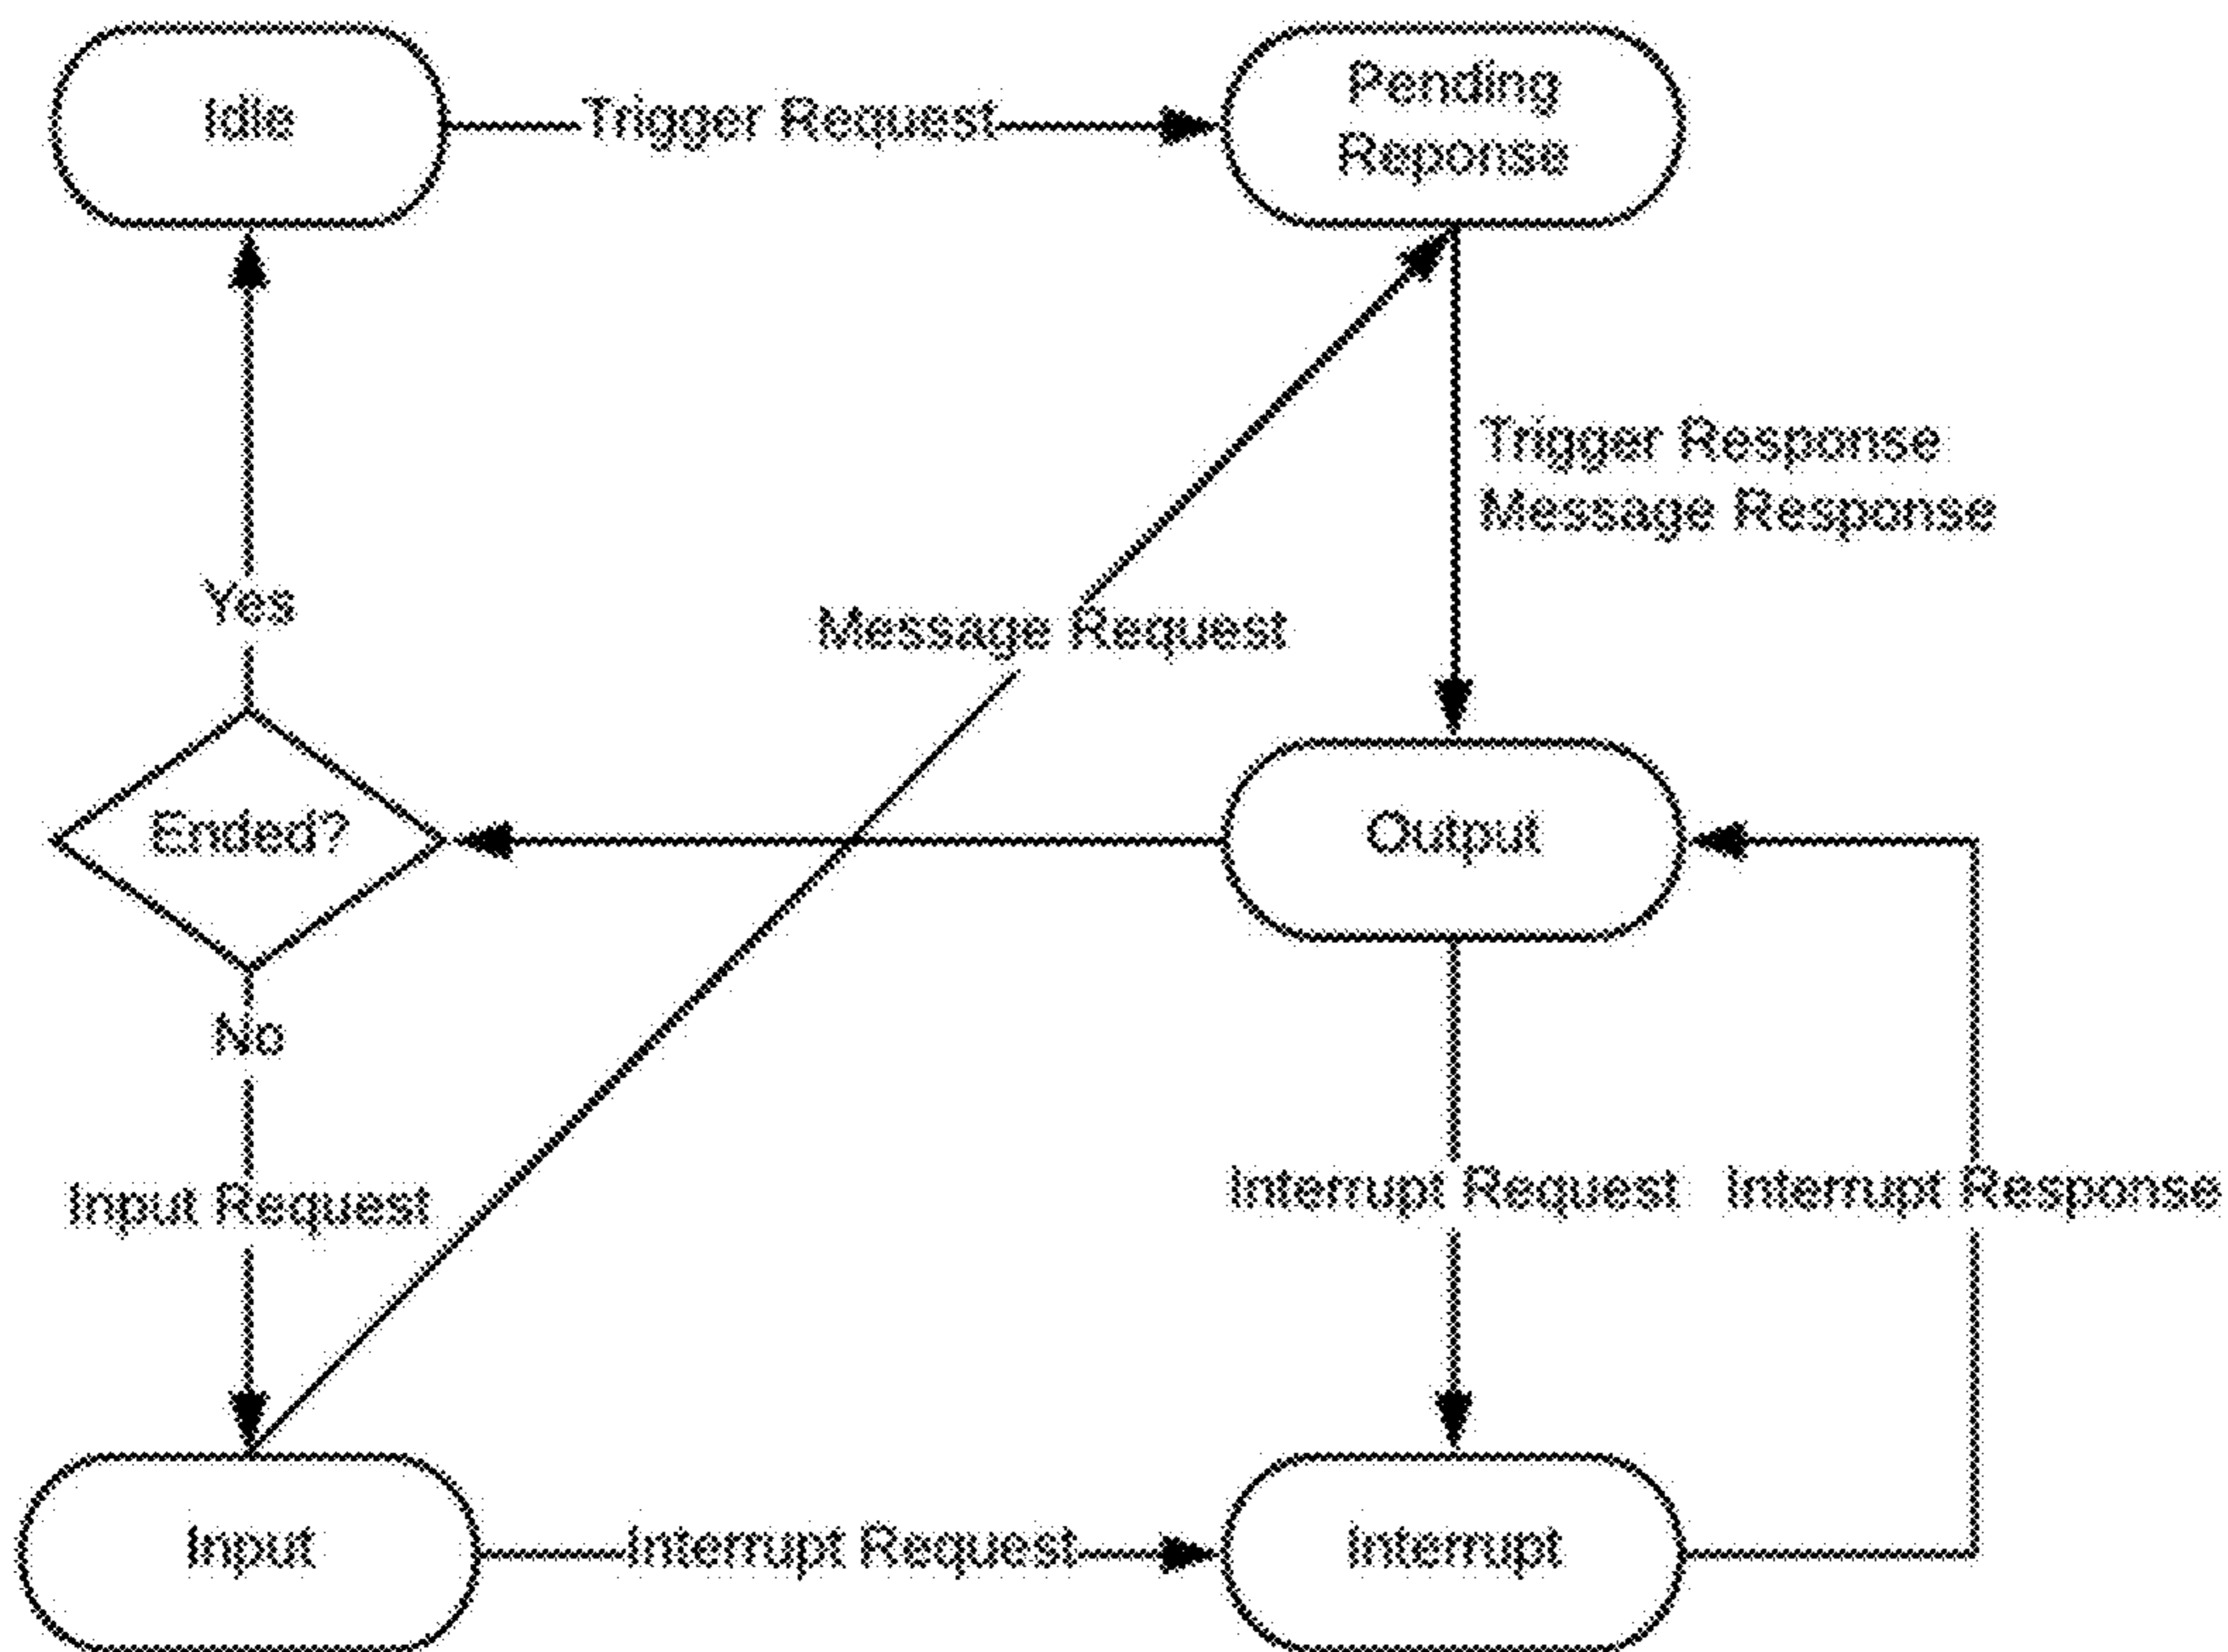 Idle
Trigger Request
Pending
Reponse
Trigger Response
Message Response
Yes
Message Request
Ended?
Output
No
Input Request
Interrupt Request
Interrupt Response
Input
Interrupt Request
Interrupt